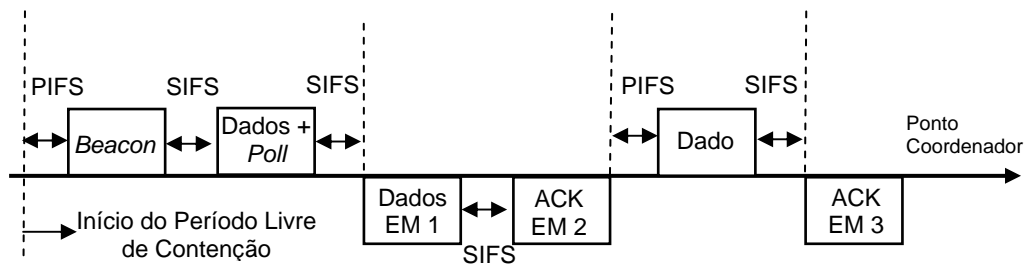 PIFS
SIFS
SIFS
PIFS
SIFS
Beacon
Dados +
Poll
Dado
Ponto
Coordenador
Dados
EM 1
SIFS
ACK
EM 2
ACK
EM 3
Início do Período Livre
de Contenção